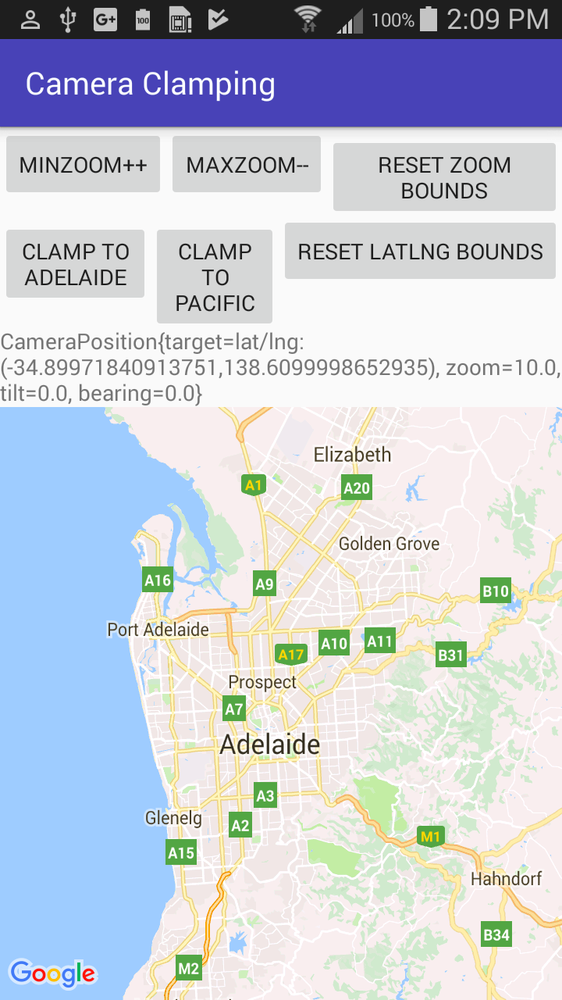 G+
100
100%
2:09 PM
Camera Clamping
MINZOOM++
MAXZOOM--
RESET ZOOM
BOUNDS
CLAMP TO
ADELAIDE
CLAMP
TO
PACIFIC
RESET LATLNG BOUNDS
CameraPosition{target=lat/lng:
(-34.89971840913751,138.6099998652935), zoom=10.0,
tilt=0.0, bearing=0.0}
Elizabeth
A1
A20
Golden Grove
A16
A9
B10
Port Adelaide
A10
A11
A17
B31
Prospect
A7
Adelaide
A3
Glenelg
A2
M1
A15
Hahndorf
B34
M2
Google